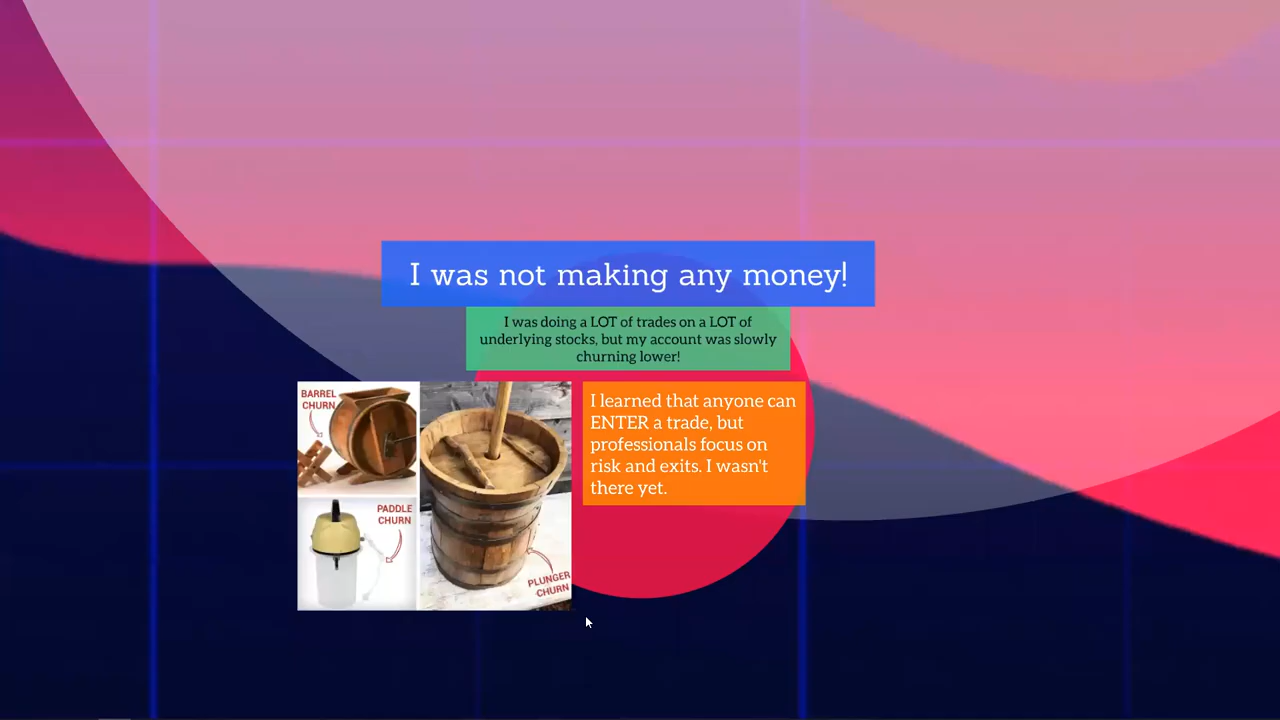 I was not making any money!
I was doing a LOT of trades on a LOT of
underlying stocks, but my account was slowly
churning lower!
BARREL
CHURN
PADDLE
CHURN
PLUNGER
CHURN
I learned that anyone can
ENTER a trade, but
professionals focus on
risk and exits. I wasn't
there yet.